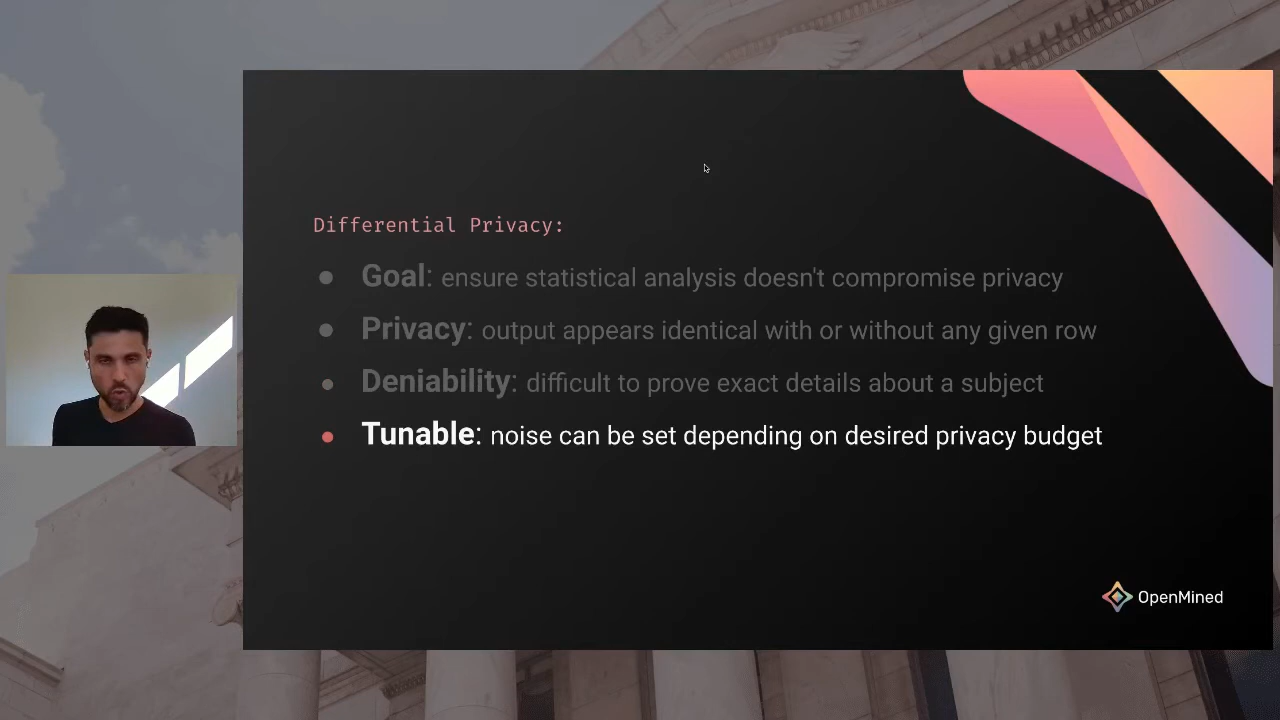 Differential Privacy:
● Goal: ensure statistical analysis doesn't compromise privacy
● Privacy: output appears identical with or without any given row
● Deniability: difficult to prove exact details about a subject
● Tunable: noise can be set depending on desired privacy budget
OpenMined